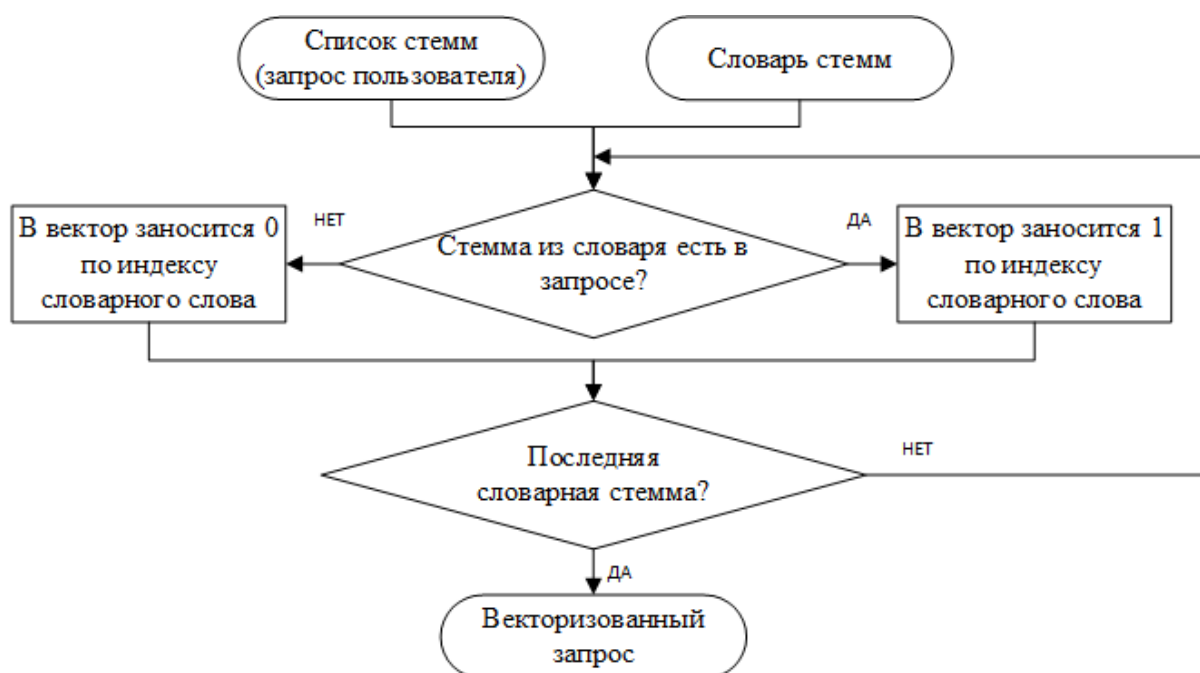 Список стемм
(запрос пользователя)
Словарь стемм
В вектор заносится 0
по индексу
словарного слова
НЕТ
Стемма из словаря есть в
запросе?
ДА
В вектор заносится 1
по индексу
словарного слова
Последняя
словарная стемма?
НЕТ
ДА
Векторизованный
запрос